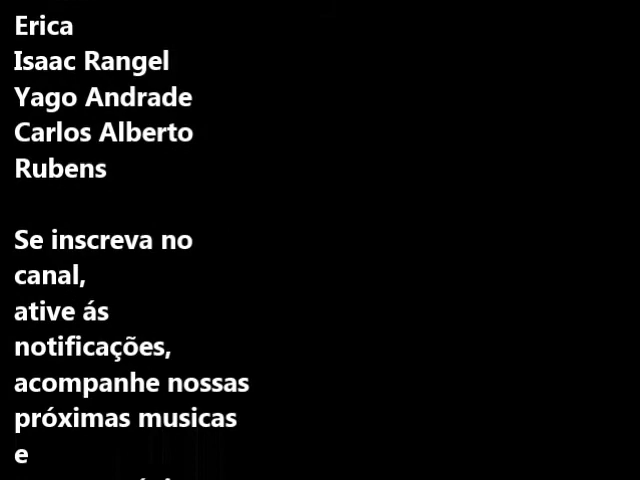 Erica
Isaac Rangel
Yago Andrade
Carlos Alberto
Rubens
Se inscreva no
canal,
ative ás
notificações,
acompanhe nossas
próximas musicas
e